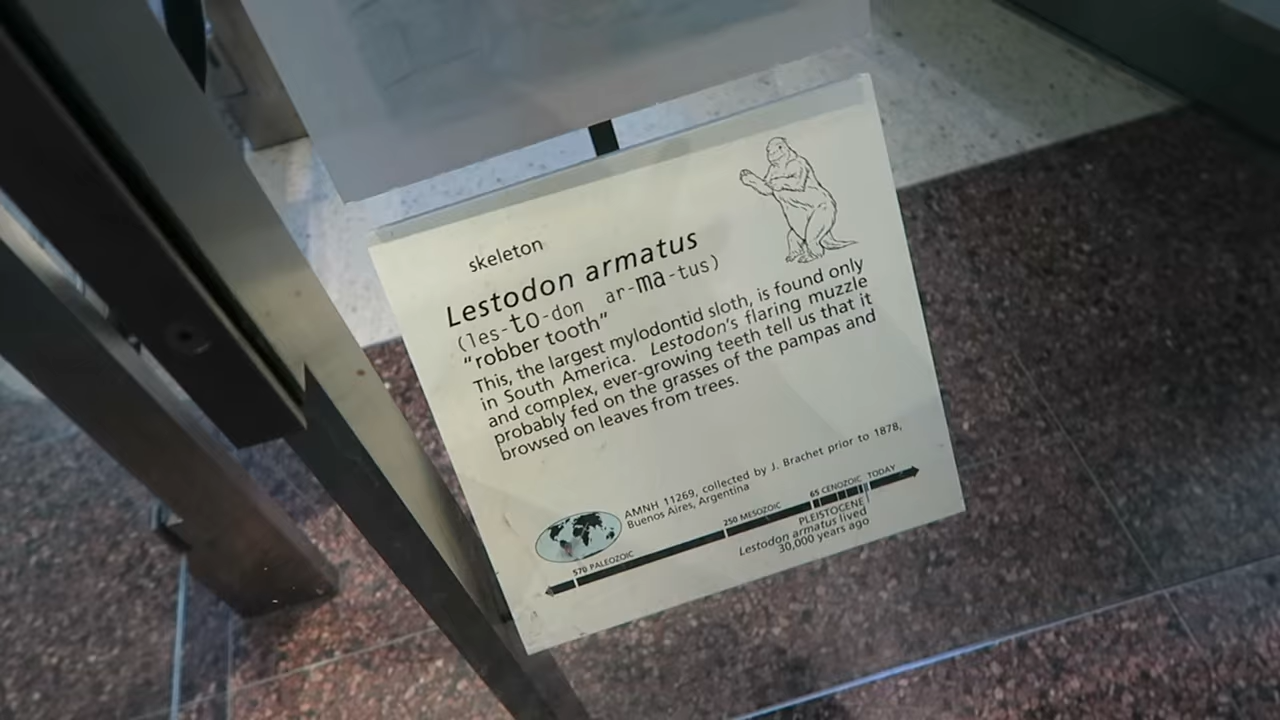 skeleton
Lestodon armatus
(les-to-don ar-ma-tus)
"robber tooth"
This, the largest mylodontid sloth, is found only
in South America. Lestodon's flaring muzzle
and complex, ever-growing teeth tell us that it
probably fed on the grasses of the pampas and
browsed on leaves from trees.
AMNH 11269, collected by J. Brachet prior to 1878,
Buenos Aires, Argentina
570 PALEOZOIC
250 MESOZOIC
65 CENOZOIC
TODAY
PLEISTOCENE
Lestodon armatus lived
30,000 years ago